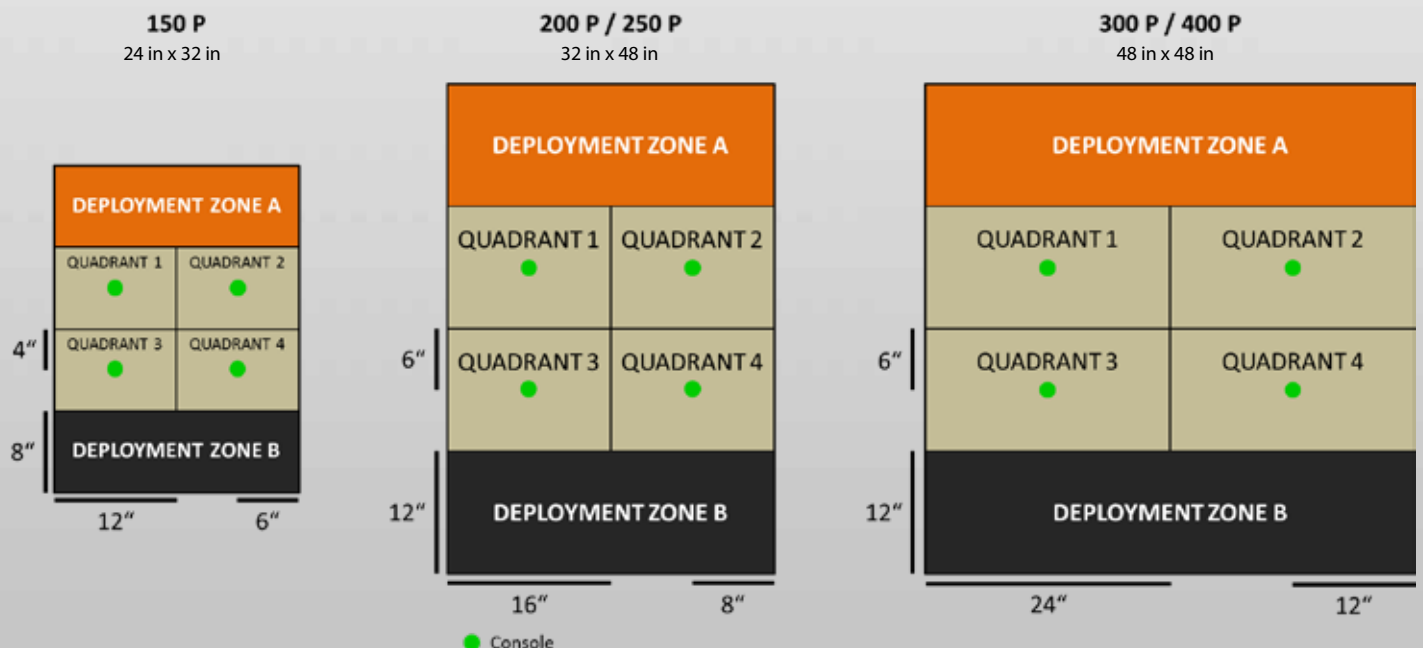 150 P
24 in x 32 in
DEPLOYMENT ZONE A
QUADRANT 1
QUADRANT 2
4“
QUADRANT 3
QUADRANT 4
8“
DEPLOYMENT ZONE B
12“
6“
200 P / 250 P
32 in x 48 in
DEPLOYMENT ZONE A
QUADRANT 1
QUADRANT 2
6“
QUADRANT 3
QUADRANT 4
12“
DEPLOYMENT ZONE B
16“
8“
Console
300 P / 400 P
48 in x 48 in
DEPLOYMENT ZONE A
QUADRANT 1
QUADRANT 2
6“
QUADRANT 3
QUADRANT 4
12“
DEPLOYMENT ZONE B
24“
12“